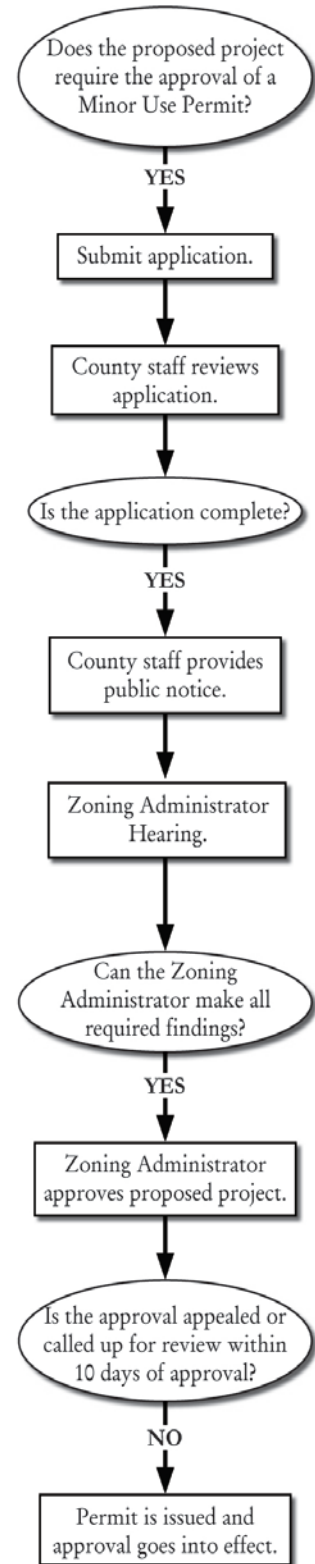 Does the proposed project
require the approval of a
Minor Use Permit?
YES
Submit application.
County staff reviews
application.
Is the application complete?
YES
County staff provides
public notice.
Zoning Administrator
Hearing.
Can the Zoning
Administrator make all
required findings?
YES
Zoning Administrator
approves proposed project.
Is the approval appealed or
called up for review within
10 days of approval?
NO
Permit is issued and
approval goes into effect.